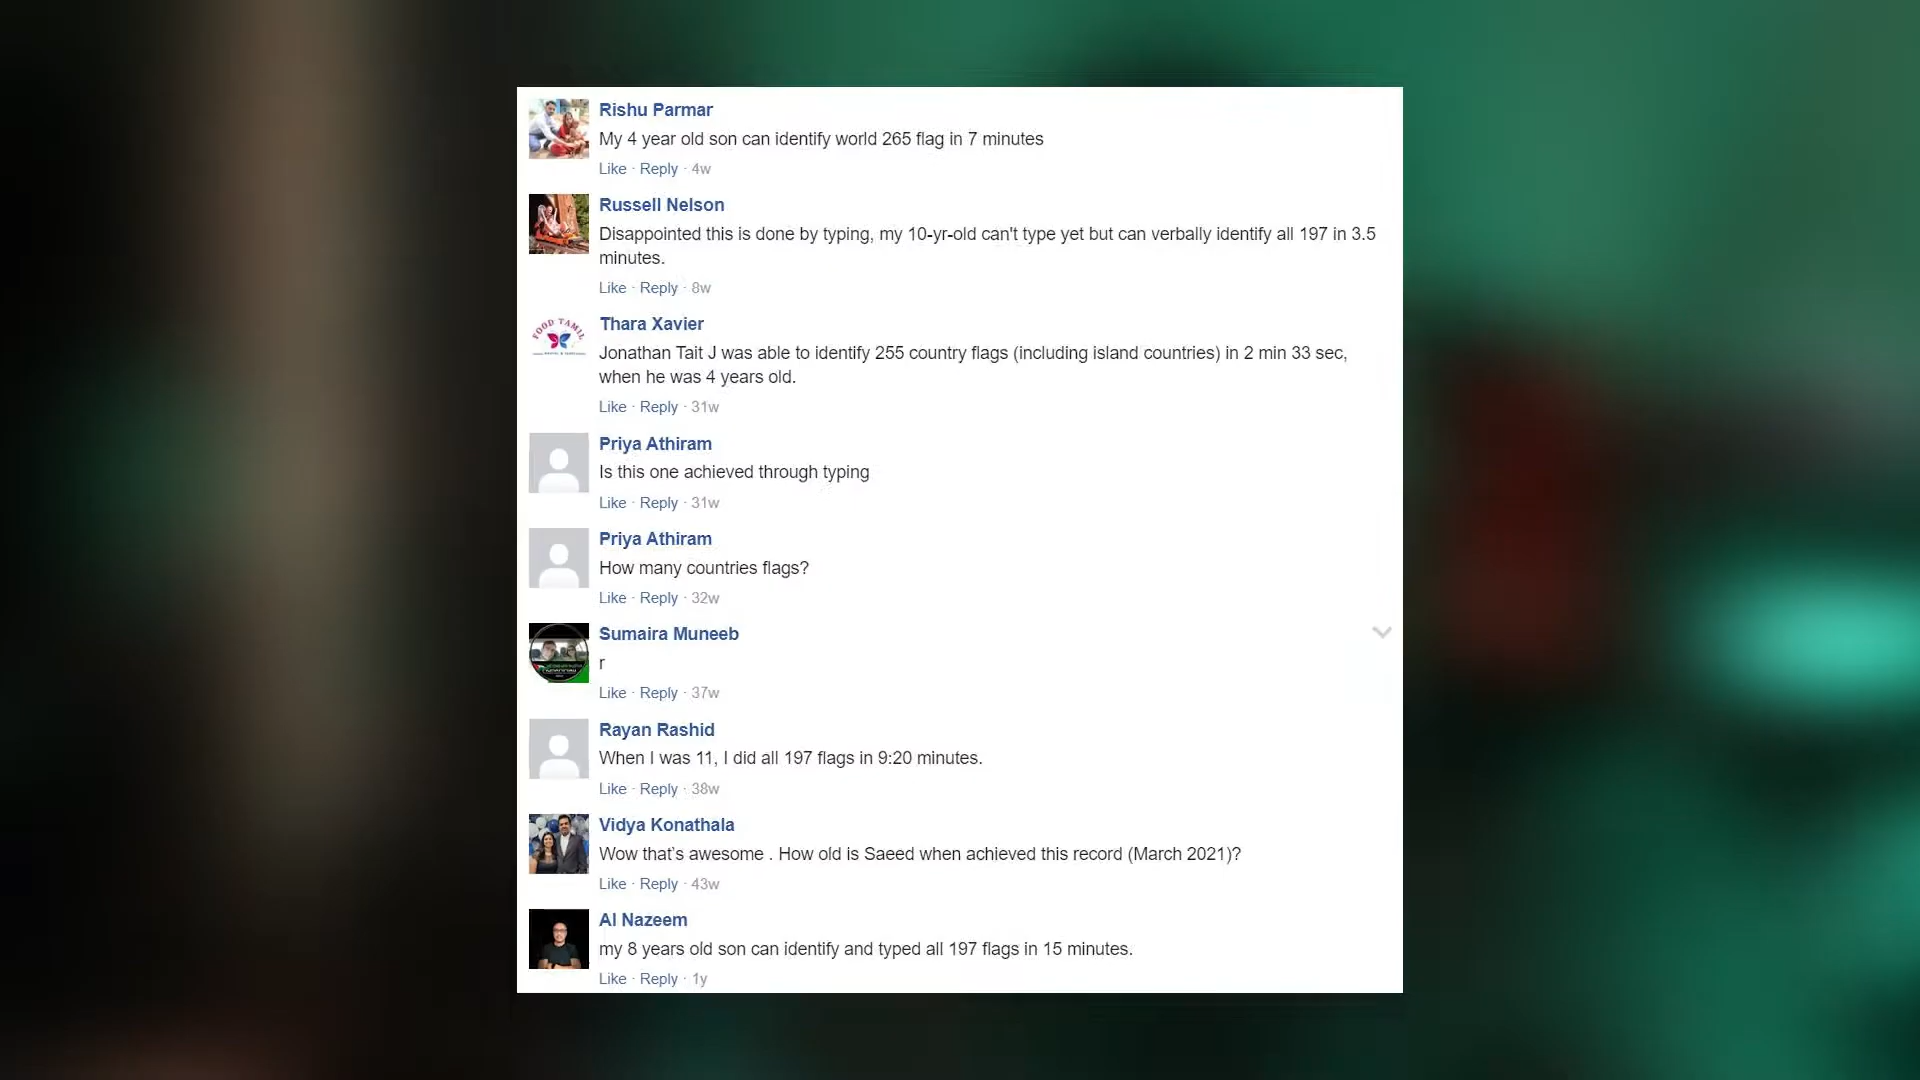 Rishu Parmar
My 4 year old son can identify world 265 flag in 7 minutes
Like · Reply · 4w
Russell Nelson
Disappointed this is done by typing, my 10-yr-old can't type yet but can verbally identify all 197 in 3.5
minutes.
Like · Reply · 8w
FOOD TAMIL
Thara Xavier
Jonathan Tait J was able to identify 255 country flags (including island countries) in 2 min 33 sec,
when he was 4 years old.
Like · Reply · 31w
Priya Athiram
Is this one achieved through typing
Like · Reply · 31w
Priya Athiram
How many countries flags?
Like · Reply · 32w
Sumaira Muneeb
r
Like · Reply · 37w
Rayan Rashid
When I was 11, I did all 197 flags in 9:20 minutes.
Like · Reply · 38w
Vidya Konathala
Wow that's awesome . How old is Saeed when achieved this record (March 2021)?
Like · Reply · 43w
Al Nazeem
my 8 years old son can identify and typed all 197 flags in 15 minutes.
Like · Reply · 1y